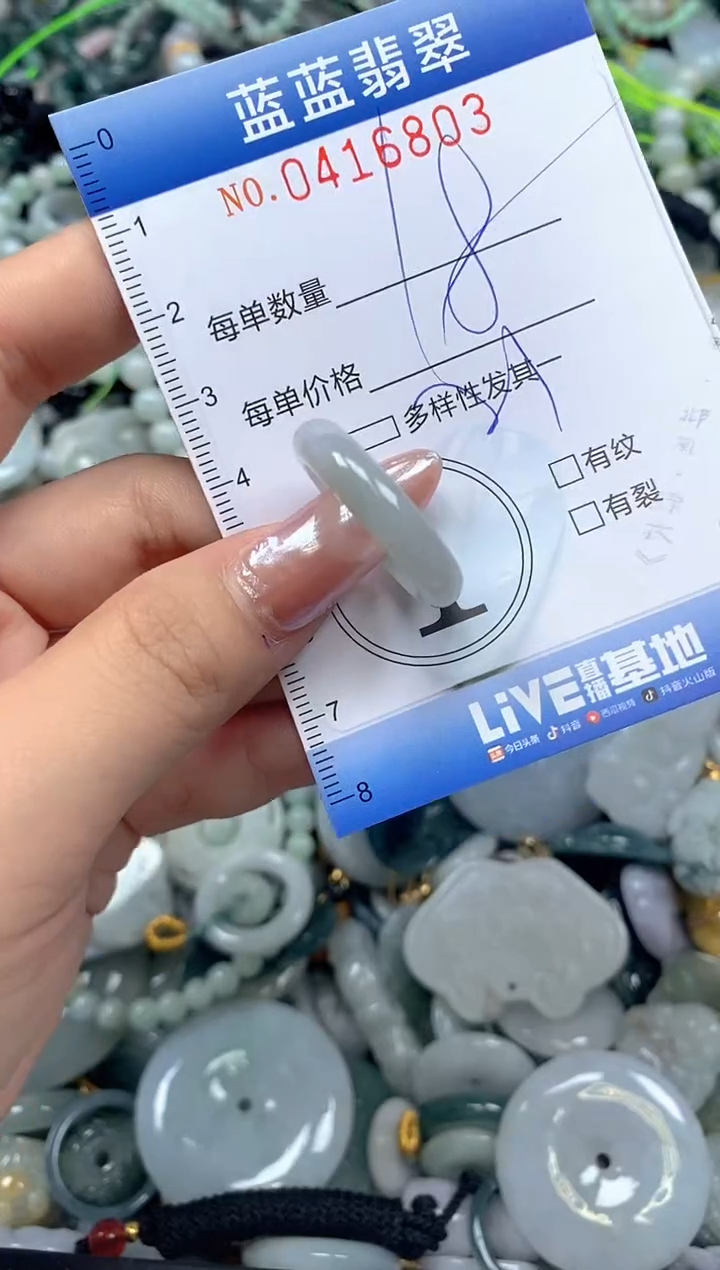 蓝蓝翡翠
NO.0416803
0
1
2
3
4
7
8
18
每单数量
每单价格
多样性发其
有纹
有裂
LiVE直播基地
今日头条 抖音 西瓜视频 抖音火山版